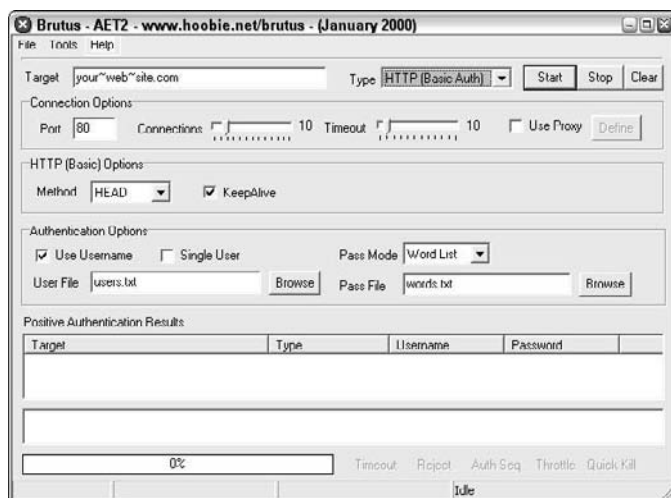 Brutus - AET2 - www.hoobie.net/brutus - (January 2000)
File Tools Help
Target your~web~site.com Type HTTP (Basic Auth) Start Stop Clear
Connection Options
Port 80 Connections 10 Timeout 10 Use Proxy Define
HTTP (Basic) Options
Method HEAD KeepAlive
Authentication Options
Use Username Single User Pass Mode Word List
User File users.txt Browse Pass File words.txt Browse
Positive Authentication Results
Target Type Username Password
0% Timeout Reject Auth Seq Throttle Quick Kill
Idle